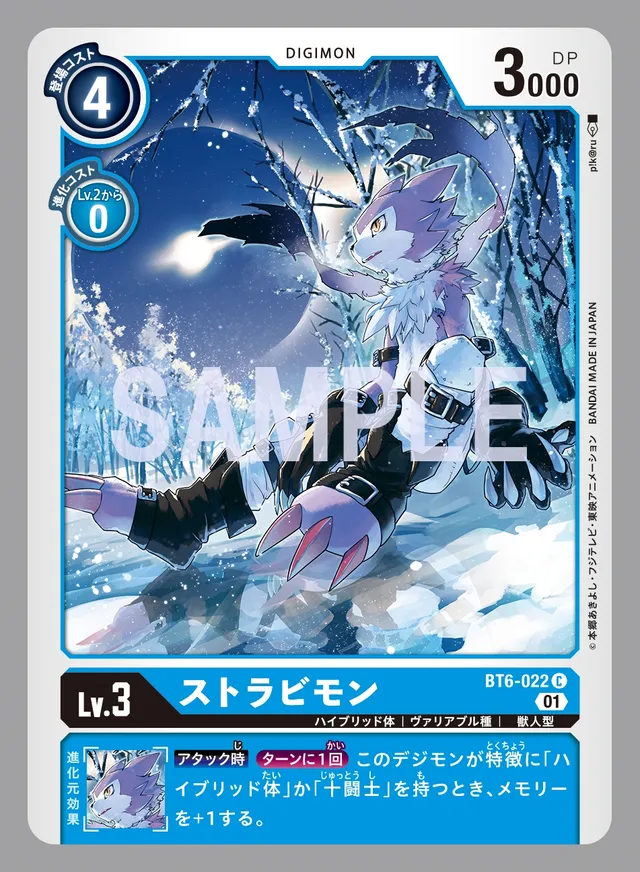 DIGIMON
登場コスト
4
3000
DP
進化コスト
Lv.2から
0
p!k@ru
SAMPLE
© 本郷あきよし・フジテレビ・東映アニメーション BANDAI MADE IN JAPAN
Lv.3
ストラビモン
BT6-022 C
01
ハイブリッド体 | ヴァリアブル種 | 獣人型
進化元効果
アタック時 ターンに1回 このデジモンが特徴に「ハ
イブリッド体」か「十闘士」を持つとき、メモリー
を+1する。